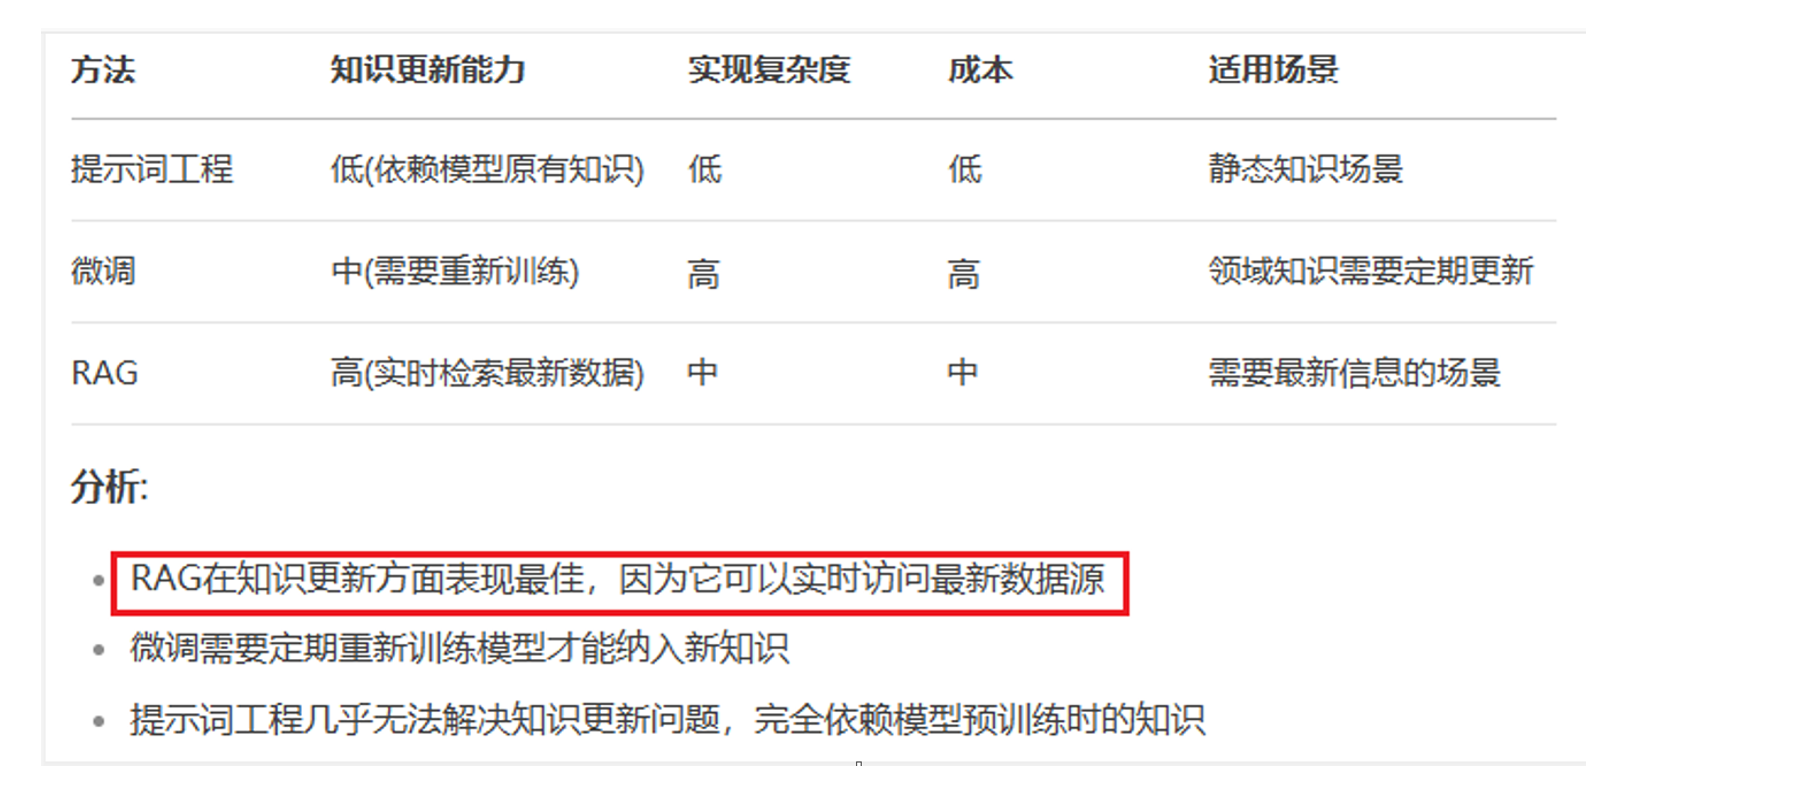 方法 知识更新能力 实现复杂度 成本 适用场景
提示词工程 低(依赖模型原有知识) 低 低 静态知识场景
微调 中(需要重新训练) 高 高 领域知识需要定期更新
RAG 高(实时检索最新数据) 中 中 需要最新信息的场景
分析:
• RAG在知识更新方面表现最佳，因为它可以实时访问最新数据源
• 微调需要定期重新训练模型才能纳入新知识
• 提示词工程几乎无法解决知识更新问题，完全依赖模型预训练时的知识